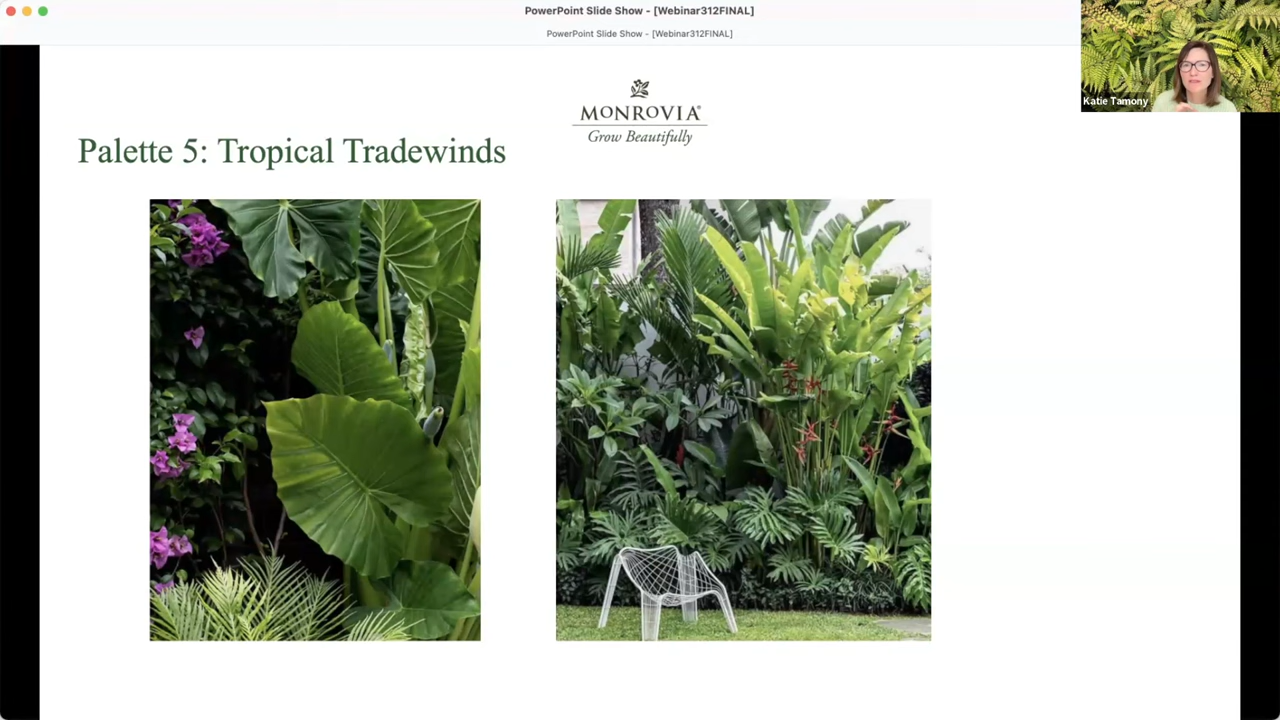 PowerPoint Slide Show - [Webinar312FINAL]
PowerPoint Slide Show - [Webinar312FINAL]
Katie Tamony
MONROVIA®
Grow Beautifully
Palette 5: Tropical Tradewinds